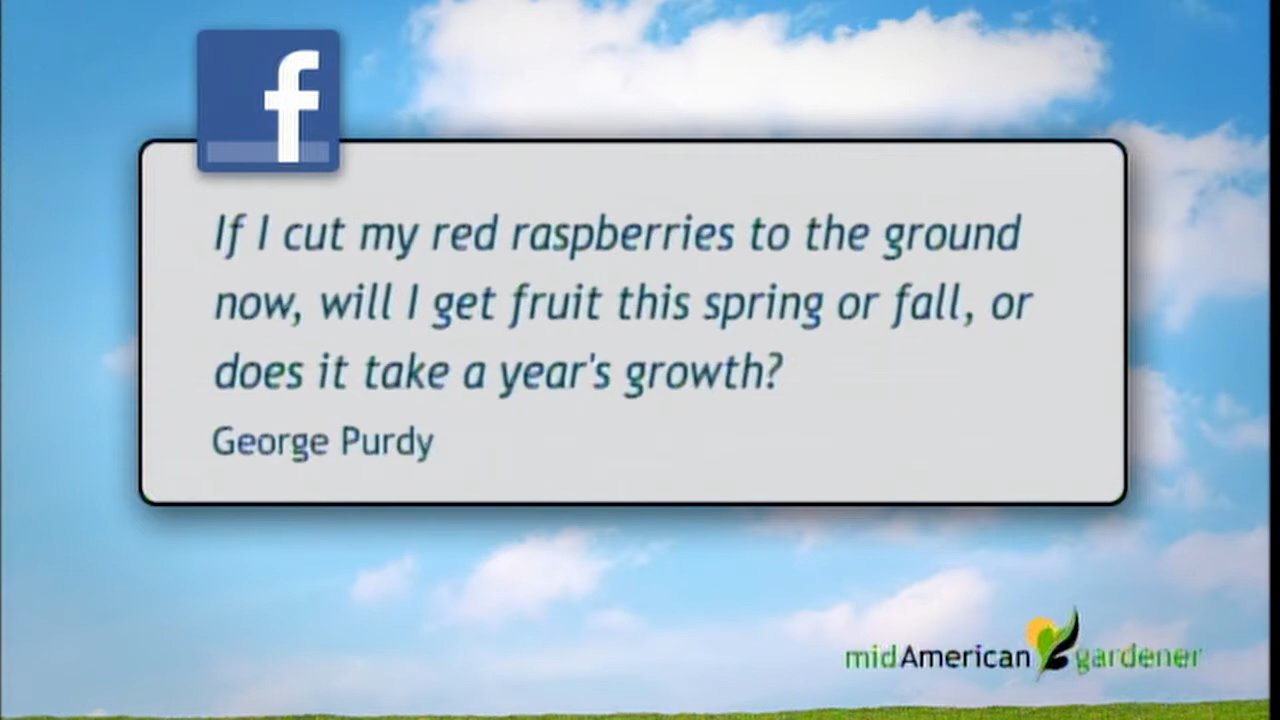 f
If I cut my red raspberries to the ground
now, will I get fruit this spring or fall, or
does it take a year's growth?
George Purdy
midAmerican gardener